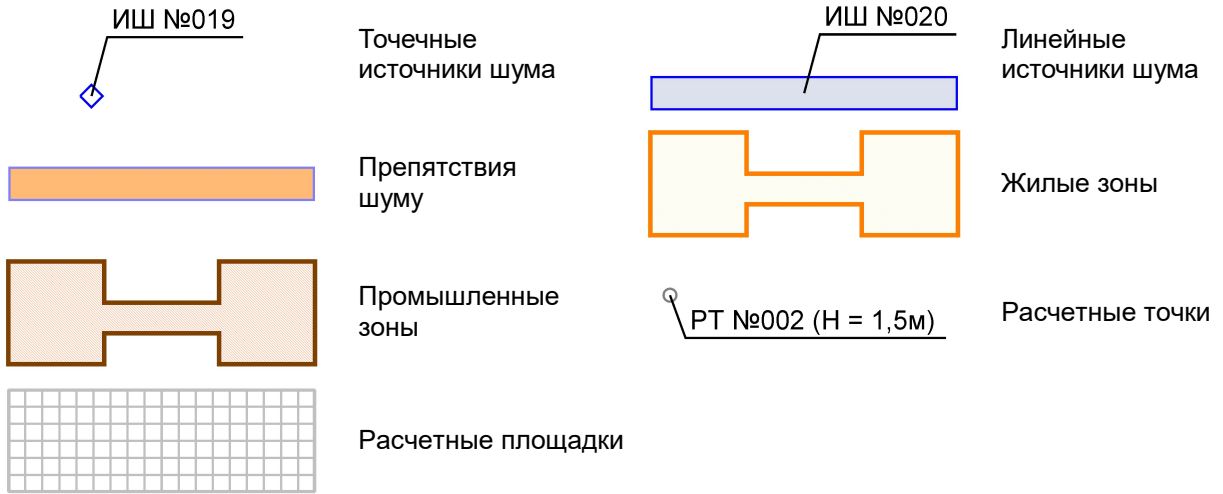 ИШ №019
Точечные
источники шума
ИШ №020
Линейные
источники шума
Препятствия
шуму
Жилые зоны
Промышленные
зоны
РТ №002 (Н = 1,5м)
Расчетные точки
Расчетные площадки